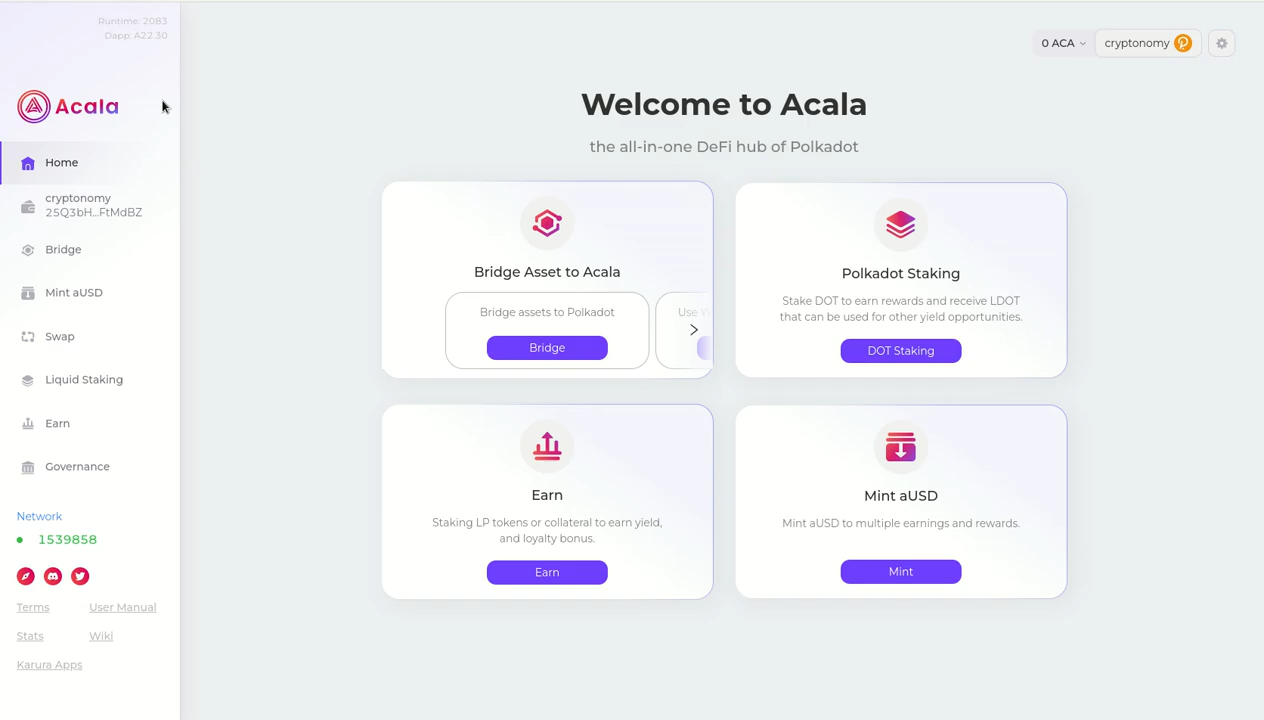 Runtime: 2083
Dapp: A22.30
Acala
Home
cryptonomy
25Q3bH...FtMdBZ
Bridge
Mint aUSD
Swap
Liquid Staking
Earn
Governance
Network
1539858
Terms
User Manual
Stats
Wiki
Karura Apps
0 ACA
cryptonomy
Welcome to Acala
the all-in-one DeFi hub of Polkadot
Bridge Asset to Acala
Bridge assets to Polkadot
Bridge
Use
Polkadot Staking
Stake DOT to earn rewards and receive LDOT
that can be used for other yield opportunities.
DOT Staking
Earn
Staking LP tokens or collateral to earn yield,
and loyalty bonus.
Earn
Mint aUSD
Mint aUSD to multiple earnings and rewards.
Mint